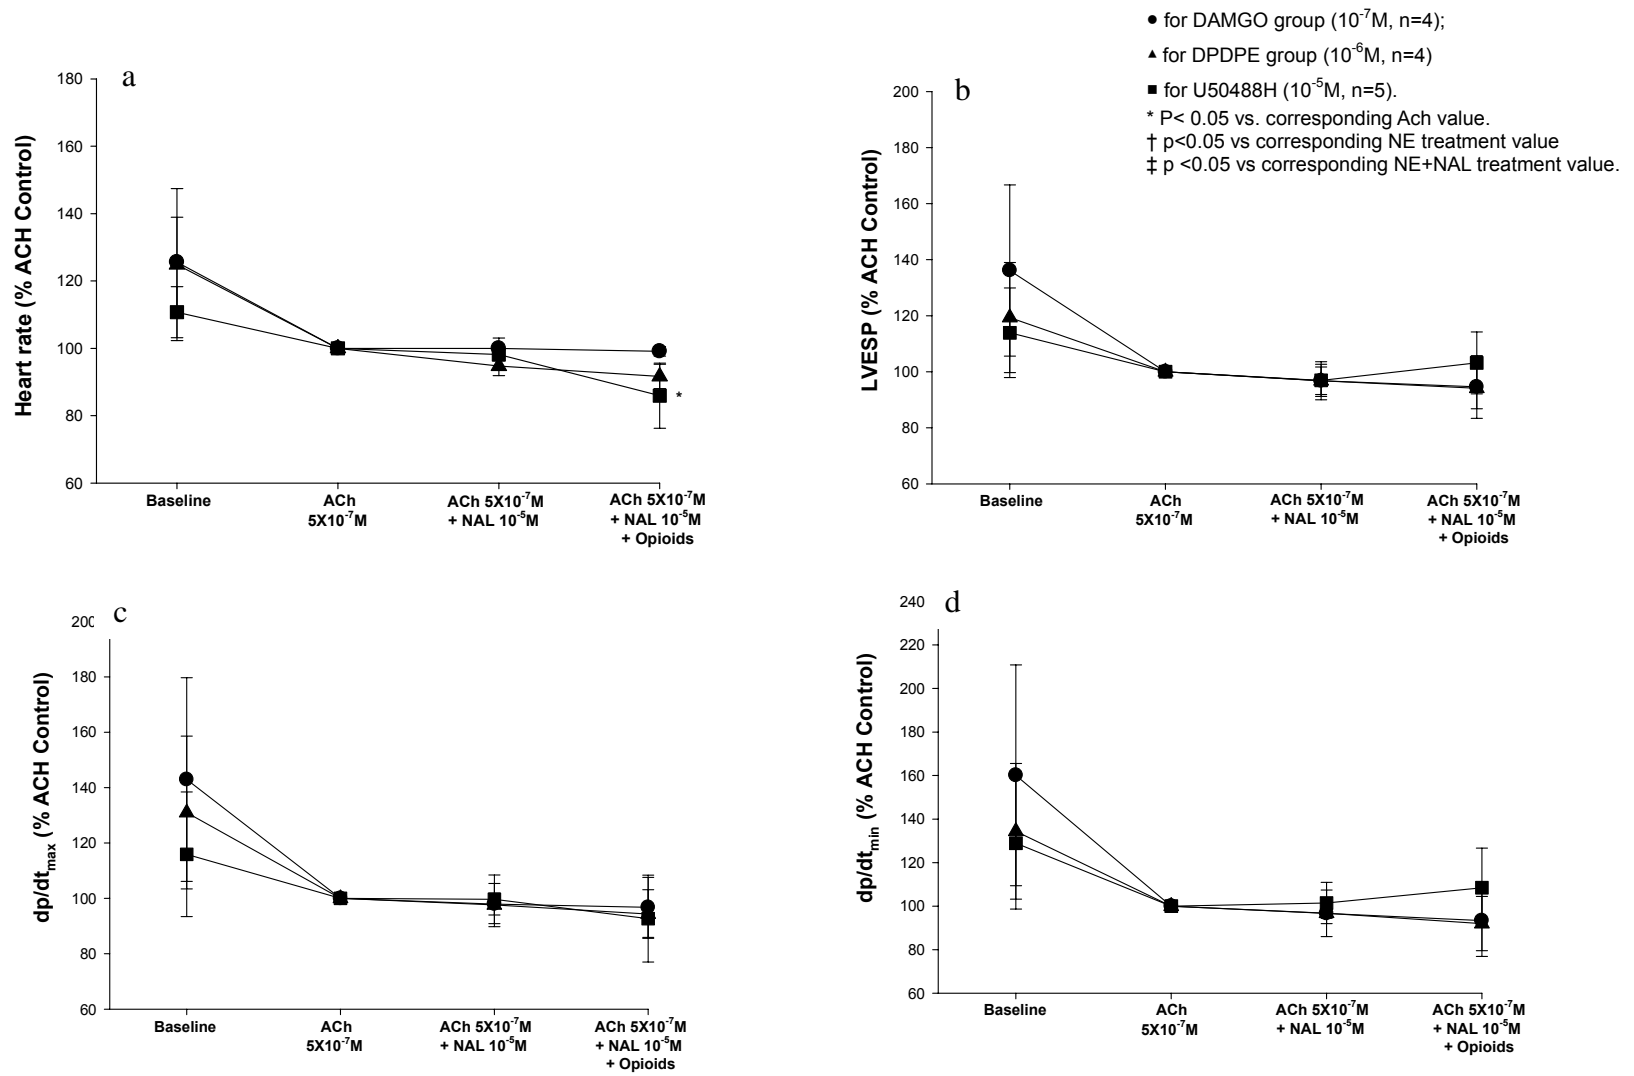 ● for DAMGO group (10⁻⁷M, n=4);
▲ for DPDPE group (10⁻⁶M, n=4)
■ for U50488H (10⁻⁵M, n=5).
* P< 0.05 vs. corresponding Ach value.
† p<0.05 vs corresponding NE treatment value
‡ p <0.05 vs corresponding NE+NAL treatment value.
a
Heart rate (% ACH Control)
180
160
140
120
100
80
60
*
Baseline
ACh
5X10⁻⁷M
ACh 5X10⁻⁷M
+ NAL 10⁻⁵M
ACh 5X10⁻⁷M
+ NAL 10⁻⁵M
+ Opioids
b
LVESP (% ACH Control)
200
180
160
140
120
100
80
60
Baseline
ACh
5X10⁻⁷M
ACh 5X10⁻⁷M
+ NAL 10⁻⁵M
ACh 5X10⁻⁷M
+ NAL 10⁻⁵M
+ Opioids
c
dp/dtmax (% ACH Control)
200
180
160
140
120
100
80
60
Baseline
ACh
5X10⁻⁷M
ACh 5X10⁻⁷M
+ NAL 10⁻⁵M
ACh 5X10⁻⁷M
+ NAL 10⁻⁵M
+ Opioids
d
dp/dtmin (% ACH Control)
240
220
200
180
160
140
120
100
80
60
Baseline
ACh
5X10⁻⁷M
ACh 5X10⁻⁷M
+ NAL 10⁻⁵M
ACh 5X10⁻⁷M
+ NAL 10⁻⁵M
+ Opioids